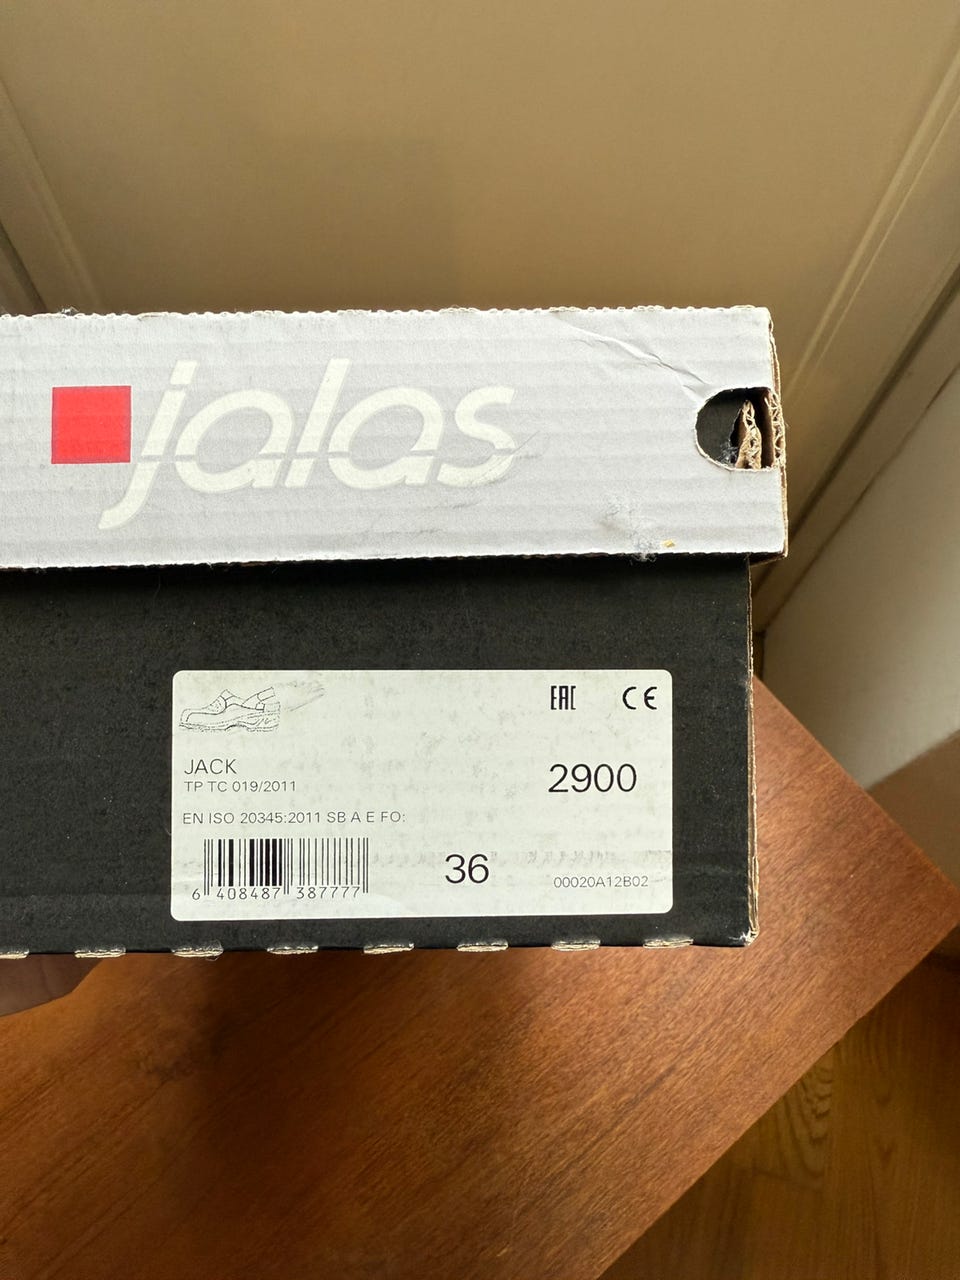 jalas
EAC CE
JACK
TP TC 019/2011
2900
EN ISO 20345:2011 SB A E FO:
36
6 408487 387777
00020A12B02